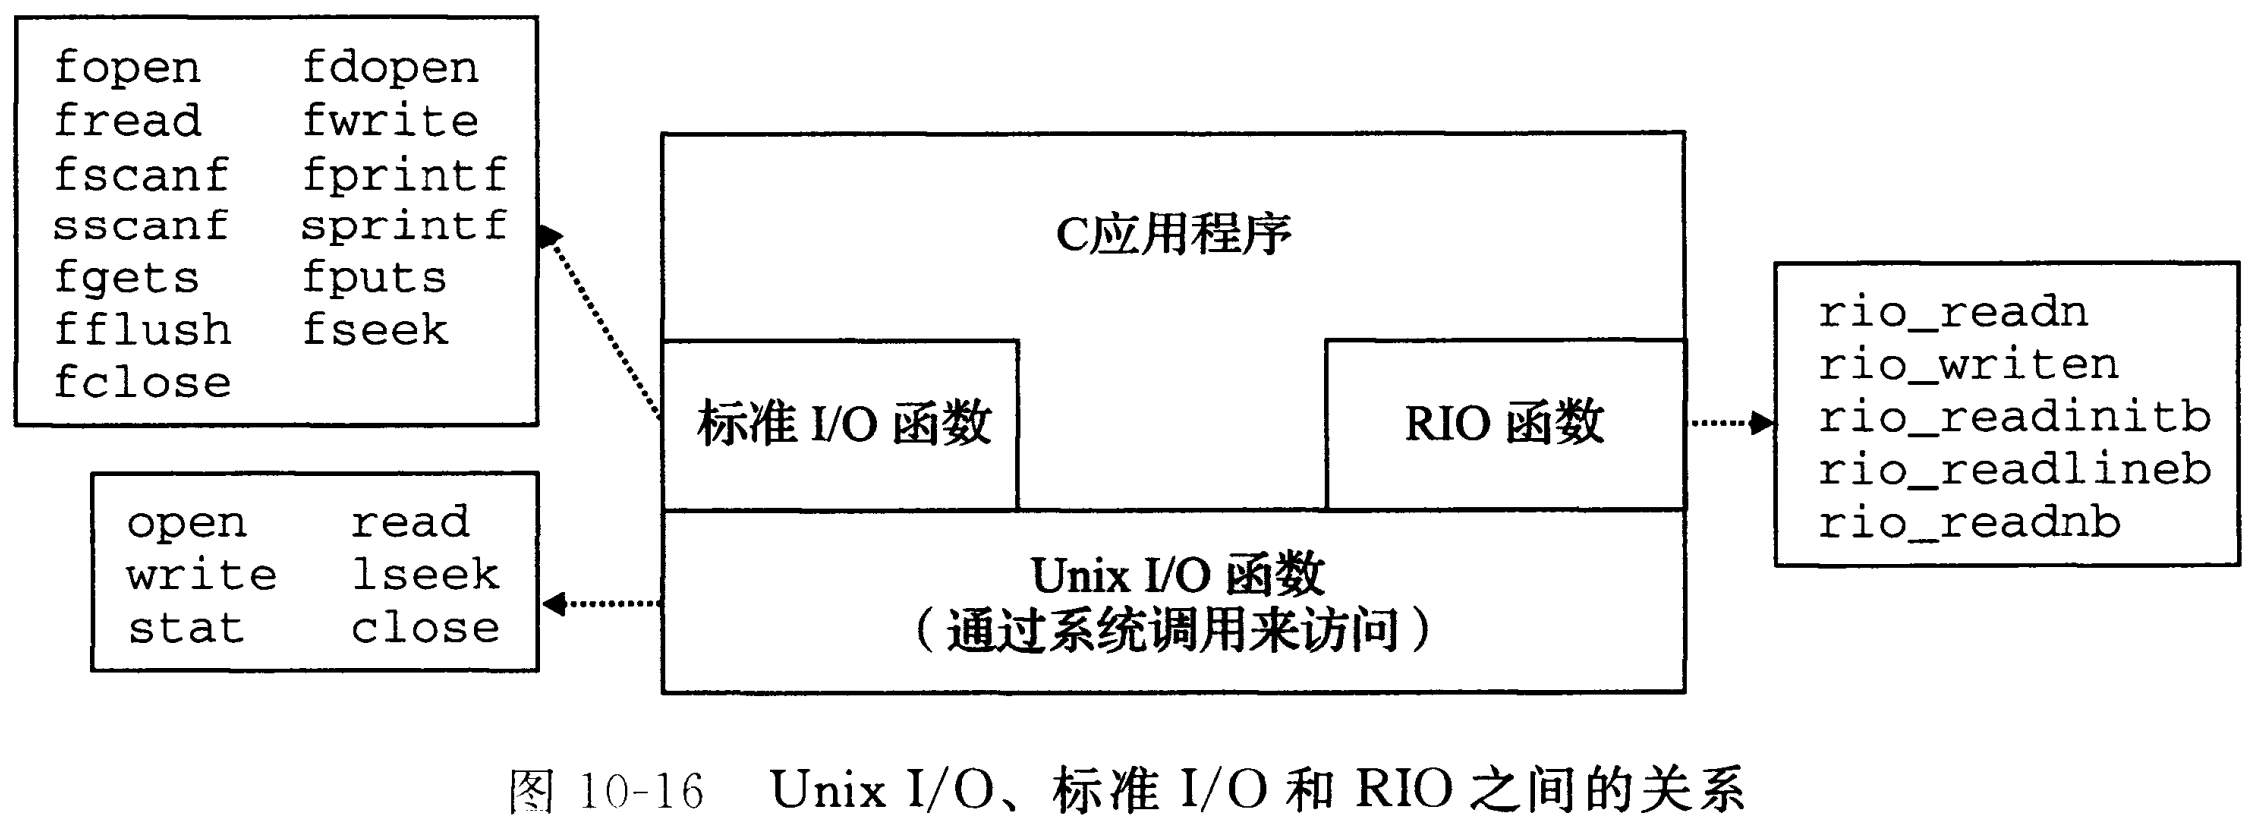 fopen fdopen
fread fwrite
fscanf fprintf
sscanf sprintf
fgets fputs
fflush fseek
fclose
open read
write lseek
stat close
C应用程序
标准 I/O 函数
RIO 函数
Unix I/O 函数
（通过系统调用来访问）
rio_readn
rio_writen
rio_readinitb
rio_readlineb
rio_readnb
图 10-16 Unix I/O、标准 I/O 和 RIO 之间的关系